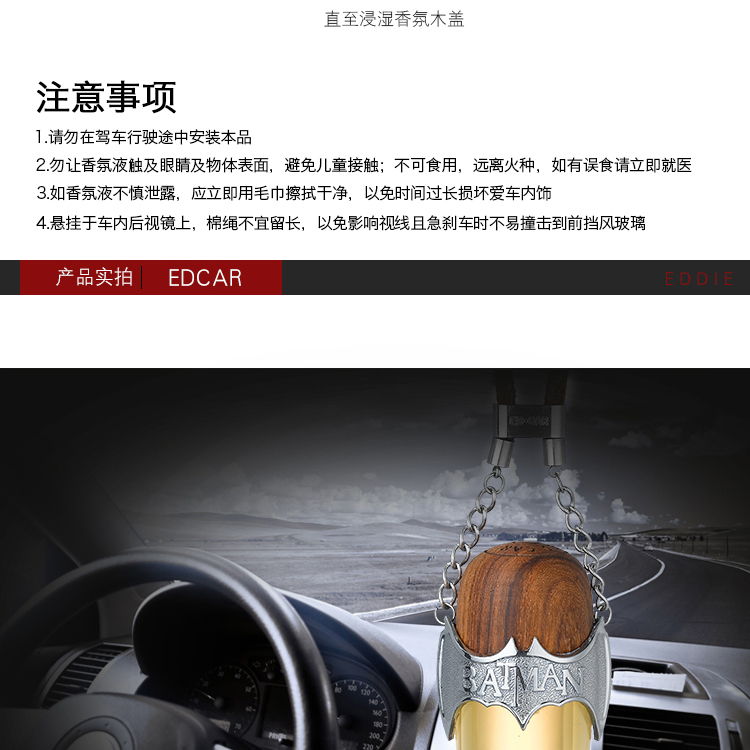 直至浸湿香氛木盖
注意事项
1.请勿在驾车行驶途中安装本品
2.勿让香氛液触及眼睛及物体表面，避免儿童接触；不可食用，远离火种，如有误食请立即就医
3.如香氛液不慎泄露，应立即用毛巾擦拭干净，以免时间过长损坏爱车内饰
4.悬挂于车内后视镜上，棉绳不宜留长，以免影响视线且急刹车时不易撞击到前挡风玻璃
产品实拍 EDCAR
EDDIE
BATMAN
100
120
140
160
180
200
220